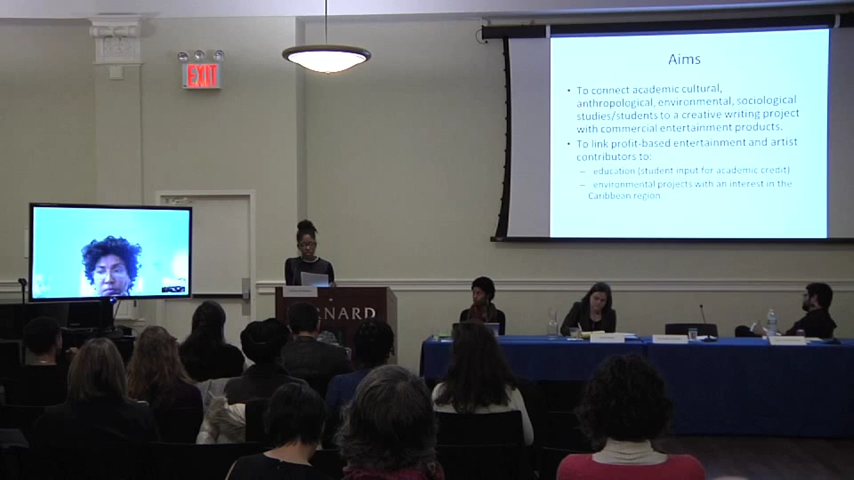 EXIT
Aims
• To connect academic cultural,
anthropological, environmental, sociological
studies/students to a creative writing project
with commercial entertainment products.
• To link profit-based entertainment and artist
contributors to:
– education (student input for academic credit)
– environmental projects with an interest in the
Caribbean region
RNARD